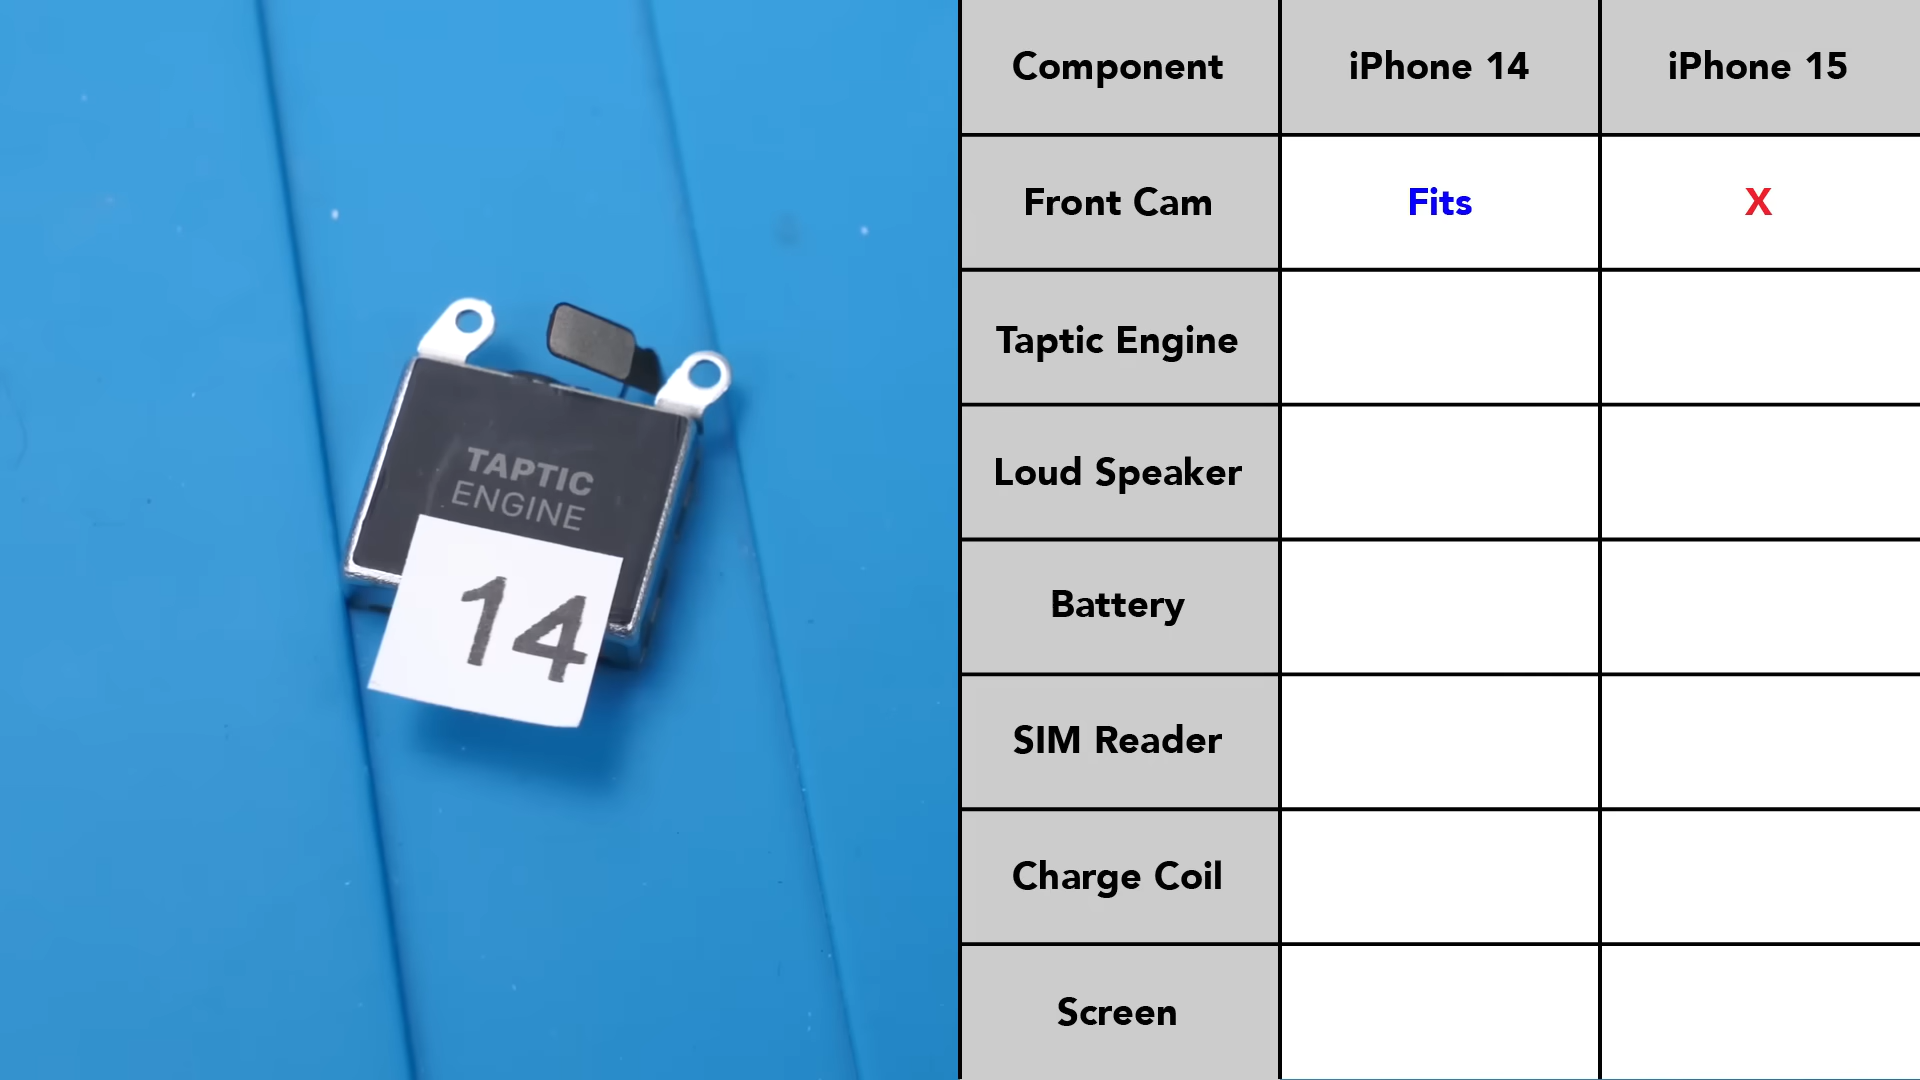 TAPTIC
ENGINE
14
Component iPhone 14 iPhone 15
Front Cam Fits X
Taptic Engine
Loud Speaker
Battery
SIM Reader
Charge Coil
Screen